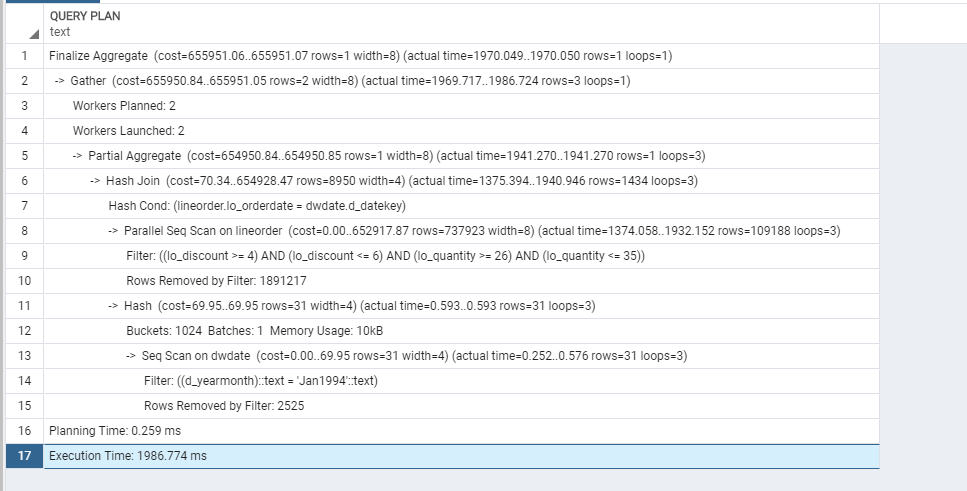 QUERY PLAN
text
1 Finalize Aggregate (cost=655951.06..655951.07 rows=1 width=8) (actual time=1970.049..1970.050 rows=1 loops=1)
2 -> Gather (cost=655950.84..655951.05 rows=2 width=8) (actual time=1969.717..1986.724 rows=3 loops=1)
3 Workers Planned: 2
4 Workers Launched: 2
5 -> Partial Aggregate (cost=654950.84..654950.85 rows=1 width=8) (actual time=1941.270..1941.270 rows=1 loops=3)
6 -> Hash Join (cost=70.34..654928.47 rows=8950 width=4) (actual time=1375.394..1940.946 rows=1434 loops=3)
7 Hash Cond: (lineorder.lo_orderdate = dwdate.d_datekey)
8 -> Parallel Seq Scan on lineorder (cost=0.00..652917.87 rows=737923 width=8) (actual time=1374.058..1932.152 rows=109188 loops=3)
9 Filter: ((lo_discount >= 4) AND (lo_discount <= 6) AND (lo_quantity >= 26) AND (lo_quantity <= 35))
10 Rows Removed by Filter: 1891217
11 -> Hash (cost=69.95..69.95 rows=31 width=4) (actual time=0.593..0.593 rows=31 loops=3)
12 Buckets: 1024 Batches: 1 Memory Usage: 10kB
13 -> Seq Scan on dwdate (cost=0.00..69.95 rows=31 width=4) (actual time=0.252..0.576 rows=31 loops=3)
14 Filter: ((d_yearmonth)::text = 'Jan1994'::text)
15 Rows Removed by Filter: 2525
16 Planning Time: 0.259 ms
17 Execution Time: 1986.774 ms